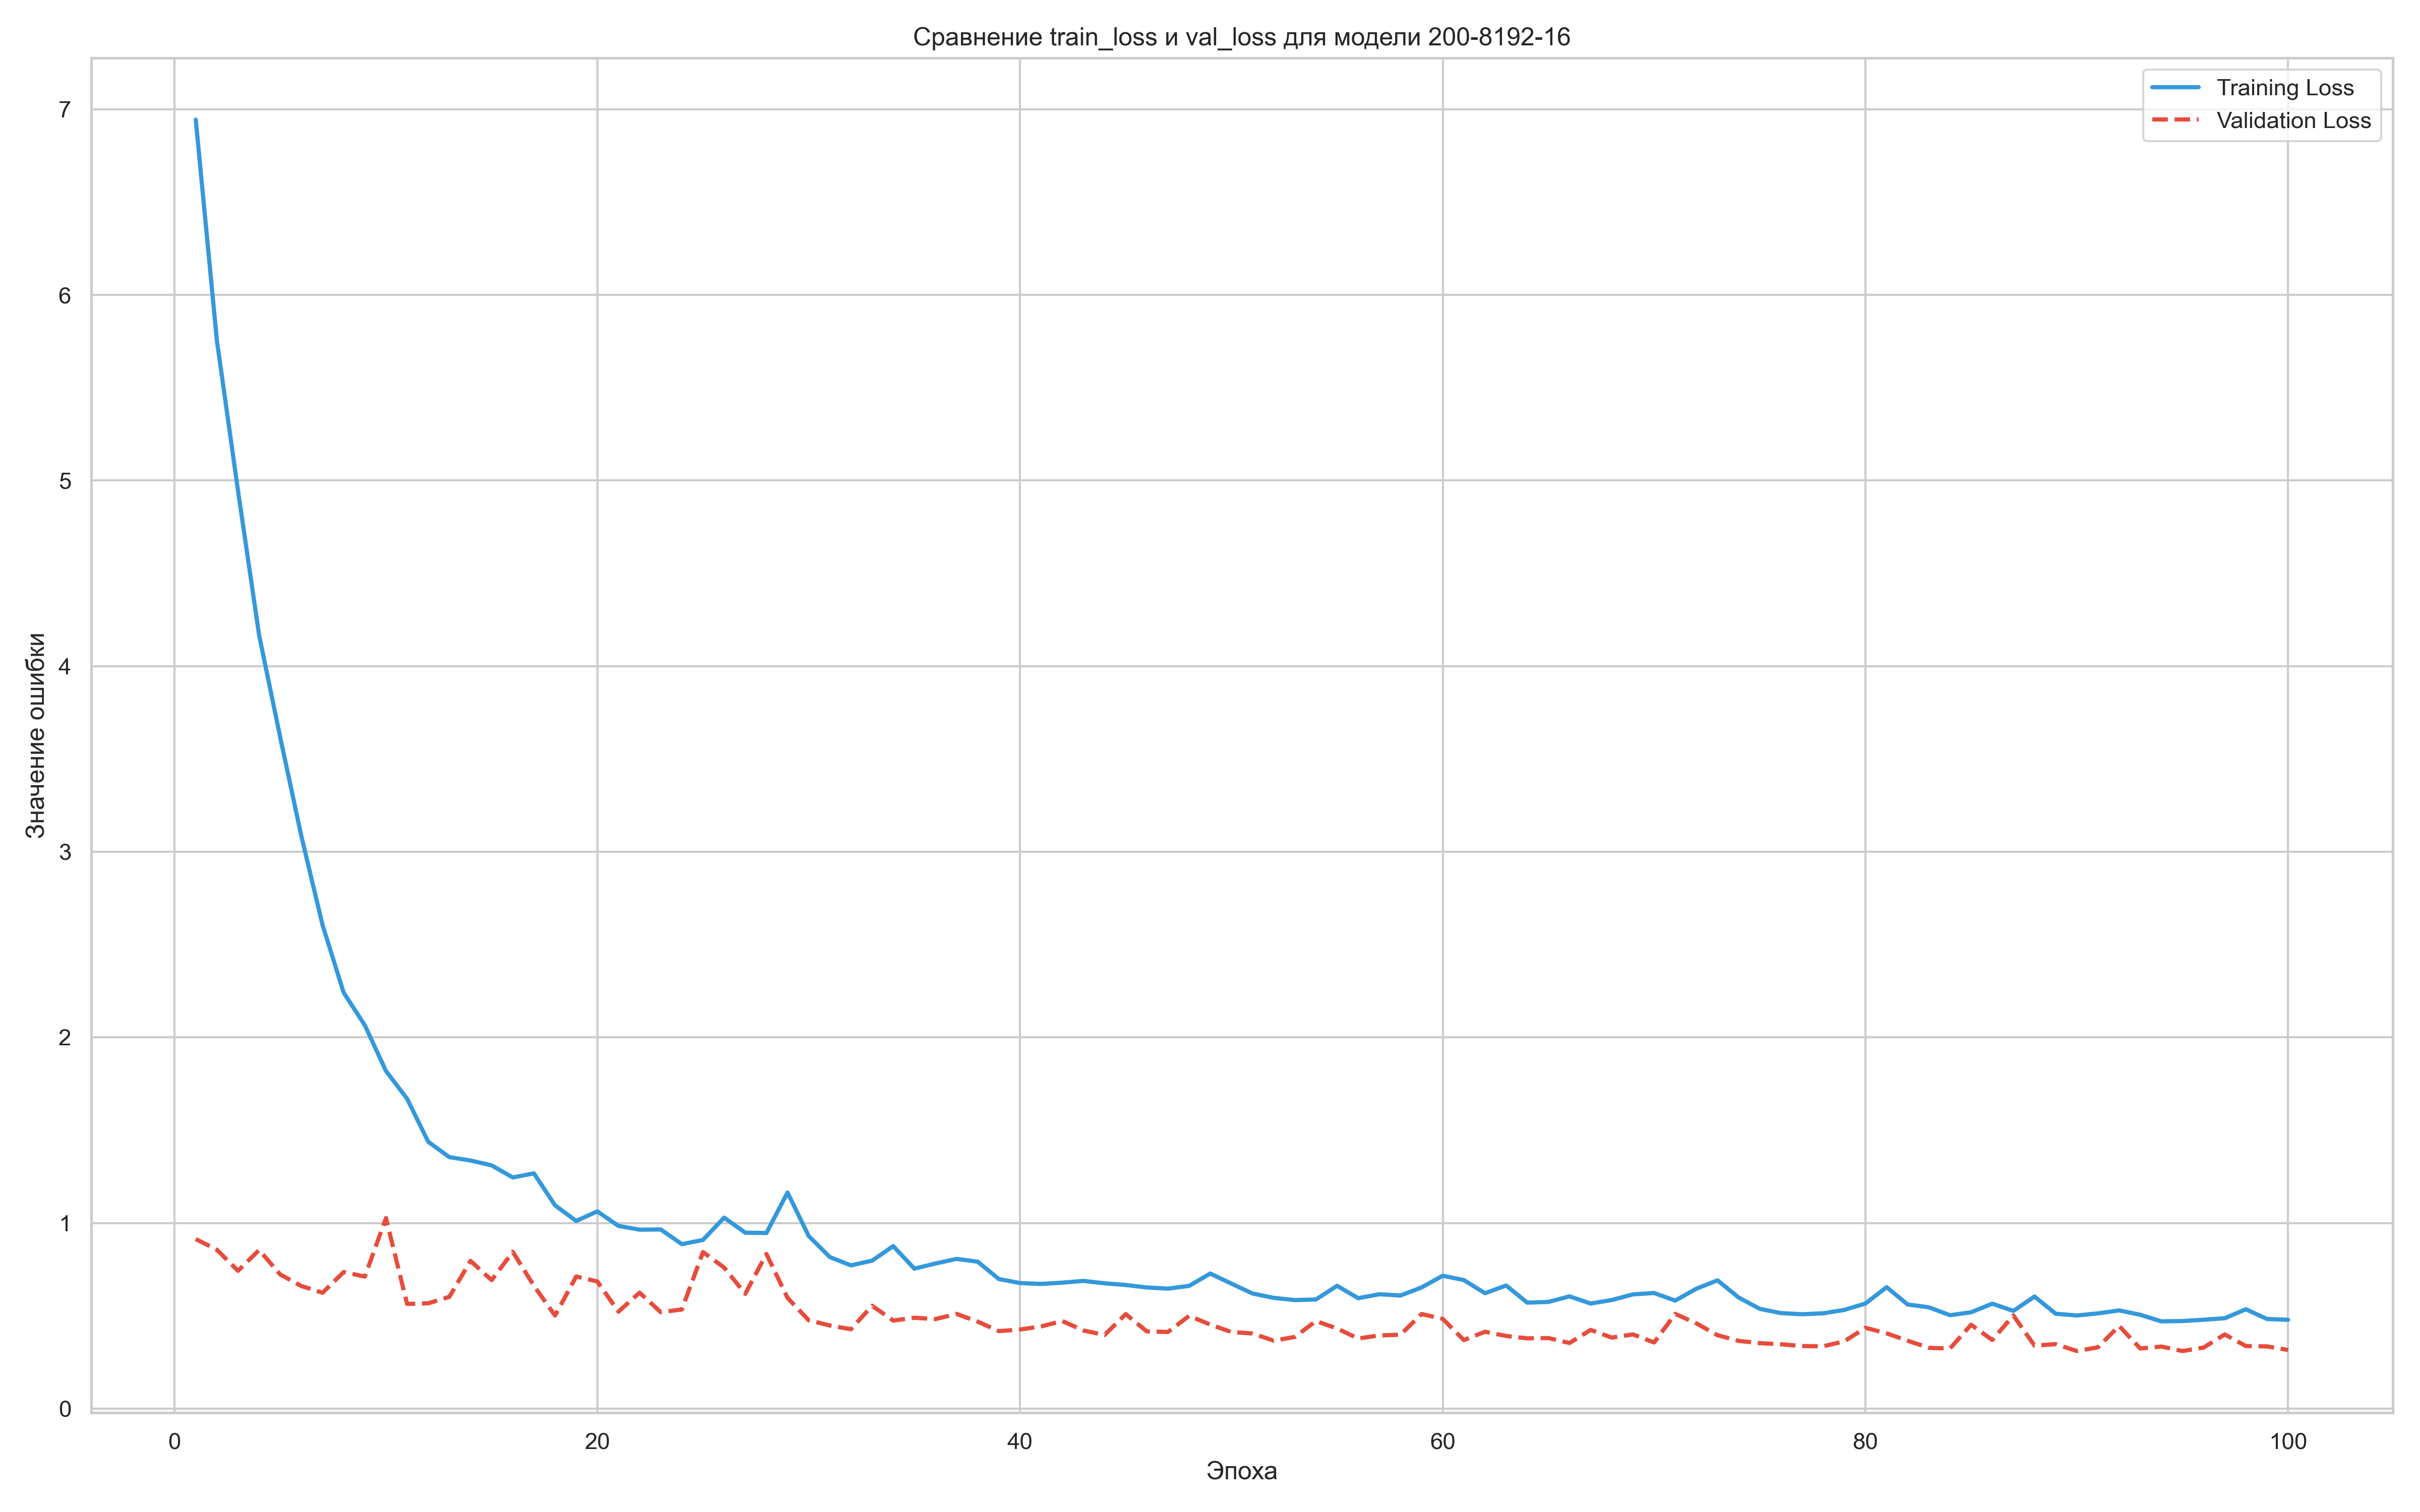 Сравнение train_loss и val_loss для модели 200-8192-16
Training Loss
Validation Loss
Значение ошибки
7
6
5
4
3
2
1
0
0 20 40 60 80 100
Эпоха